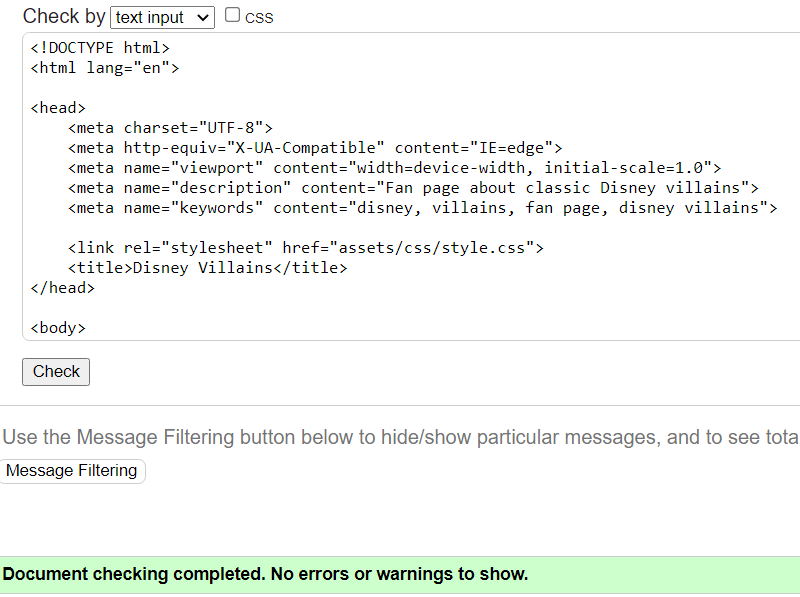 Check by text input CSS
<!DOCTYPE html>
<html lang="en">
<head>
<meta charset="UTF-8">
<meta http-equiv="X-UA-Compatible" content="IE=edge">
<meta name="viewport" content="width=device-width, initial-scale=1.0">
<meta name="description" content="Fan page about classic Disney villains">
<meta name="keywords" content="disney, villains, fan page, disney villains">
<link rel="stylesheet" href="assets/css/style.css">
<title>Disney Villains</title>
</head>
<body>
Check
Use the Message Filtering button below to hide/show particular messages, and to see tota
Message Filtering
Document checking completed. No errors or warnings to show.